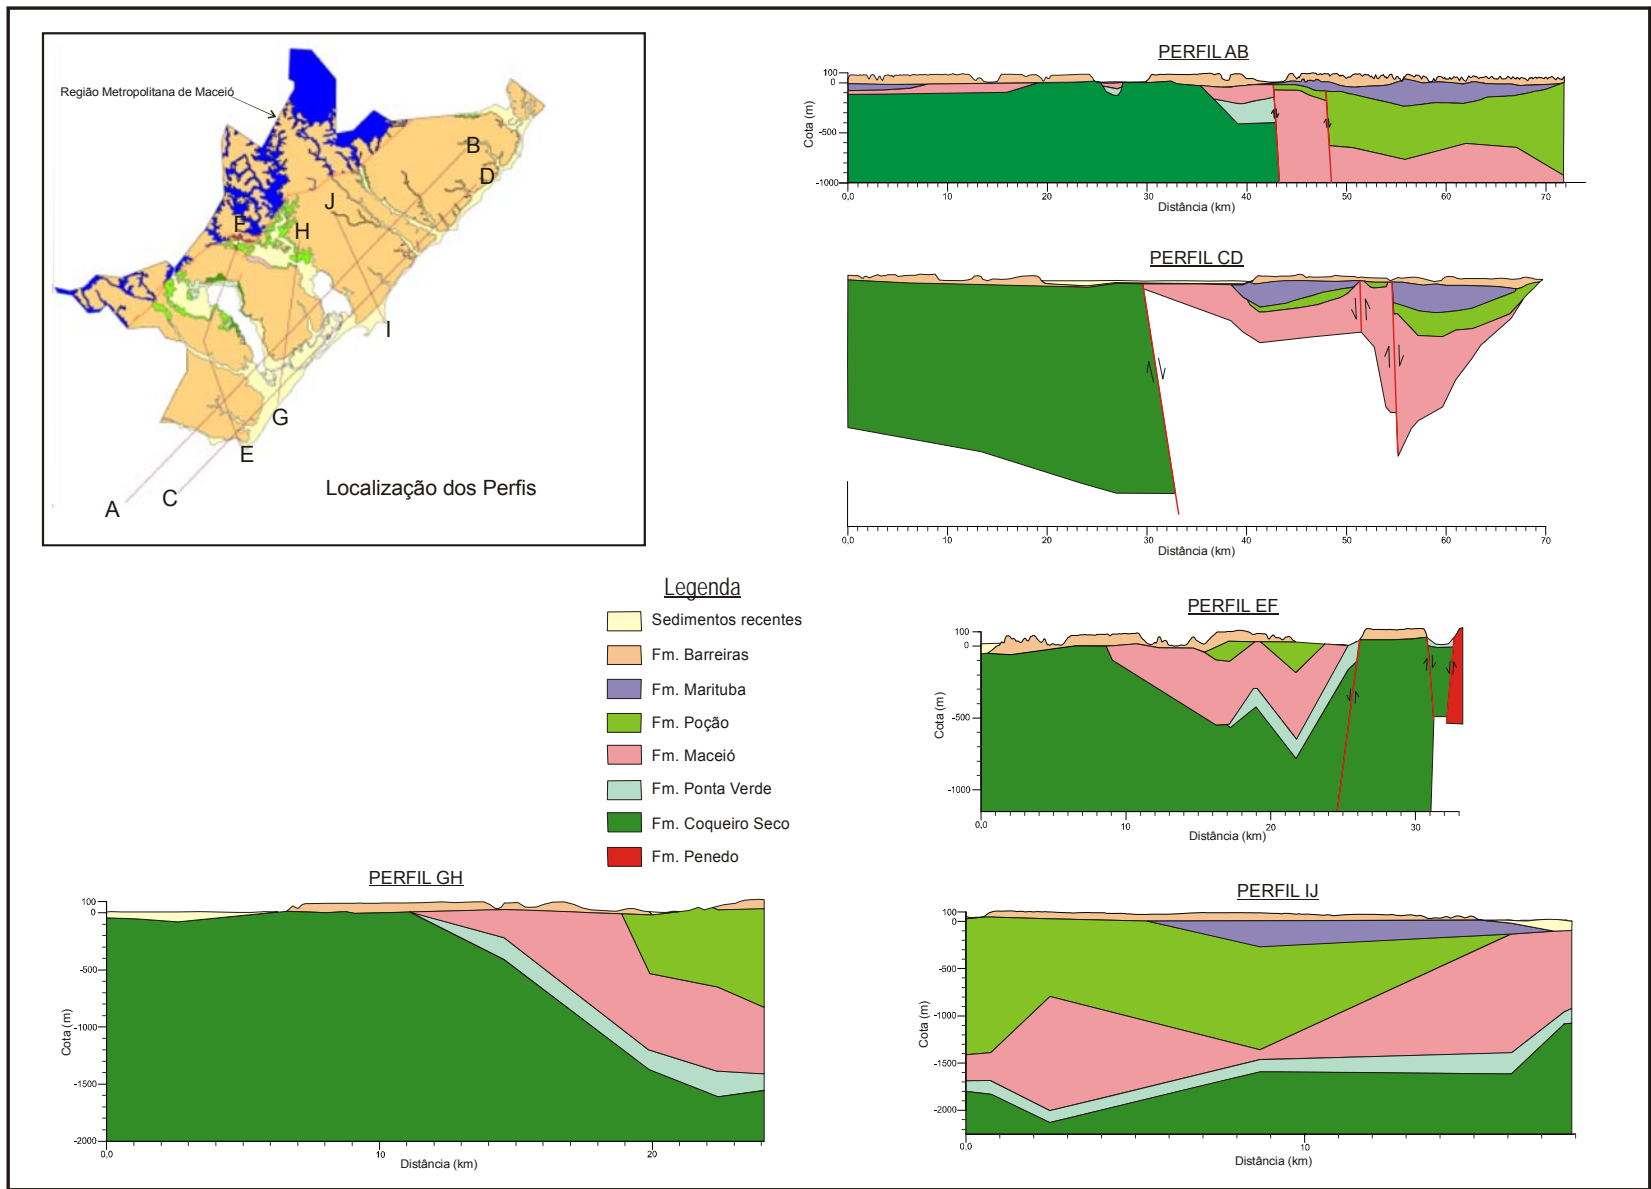 Região Metropolitana de Maceió
B
D
J
F
H
I
G
E
A
C
Localização dos Perfis
PERFIL AB
100
0
-500
-1000
Cota (m)
0,0 10 20 30 40 50 60 70
Distância (km)
PERFIL CD
0,0 10 20 30 40 50 60 70
Distância (km)
Legenda
Sedimentos recentes
Fm. Barreiras
Fm. Marituba
Fm. Poção
Fm. Maceió
Fm. Ponta Verde
Fm. Coqueiro Seco
Fm. Penedo
PERFIL EF
100
0
-500
-1000
Cota (m)
0,0 10 20 30
Distância (km)
PERFIL GH
100
0
-500
-1000
-1500
-2000
Cota (m)
0,0 10 20
Distância (km)
PERFIL IJ
100
0
-500
-1000
-1500
-2000
Cota (m)
0,0 10
Distância (km)